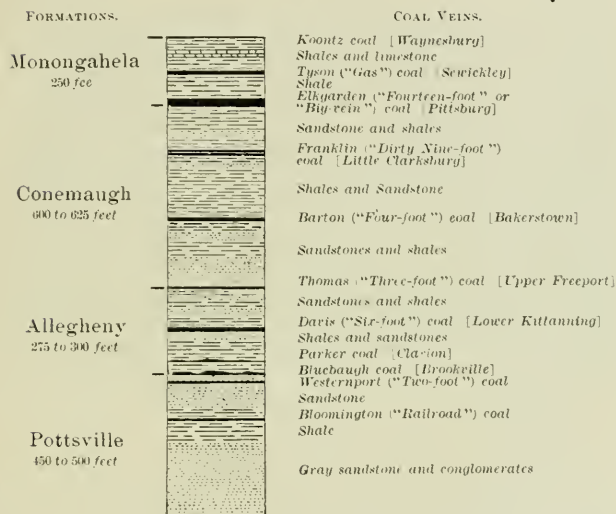 FORMATIONS.
COAL VEINS.
Monongahela
250 fee
Conemaugh
600 to 625 feet
Allegheny
275 to 300 feet
Pottsville
450 to 500 feet
Koontz coal [Waynesburg]
Shales and limestone
Tyson ("Gas") coal [Sewickley]
Shale
Elkgarden ("Fourteen-foot" or
"Big-vein") coal [Pittsburg]
Sandstone and shales
Franklin ("Dirty Nine-foot")
coal [Little Clarksburg]
Shales and Sandstone
Barton ("Four-foot") coal [Bakerstown]
Sandstones and shales
Thomas ("Three-foot") coal [Upper Freeport]
Sandstones and shales
Davis ("Six-foot") coal [Lower Kittanning]
Shales and sandstones
Parker coal [Clarion]
Bluebaugh coal [Brookville]
Westernport ("Two-foot") coal
Sandstone
Bloomington ("Railroad") coal
Shale
Gray sandstone and conglomerates